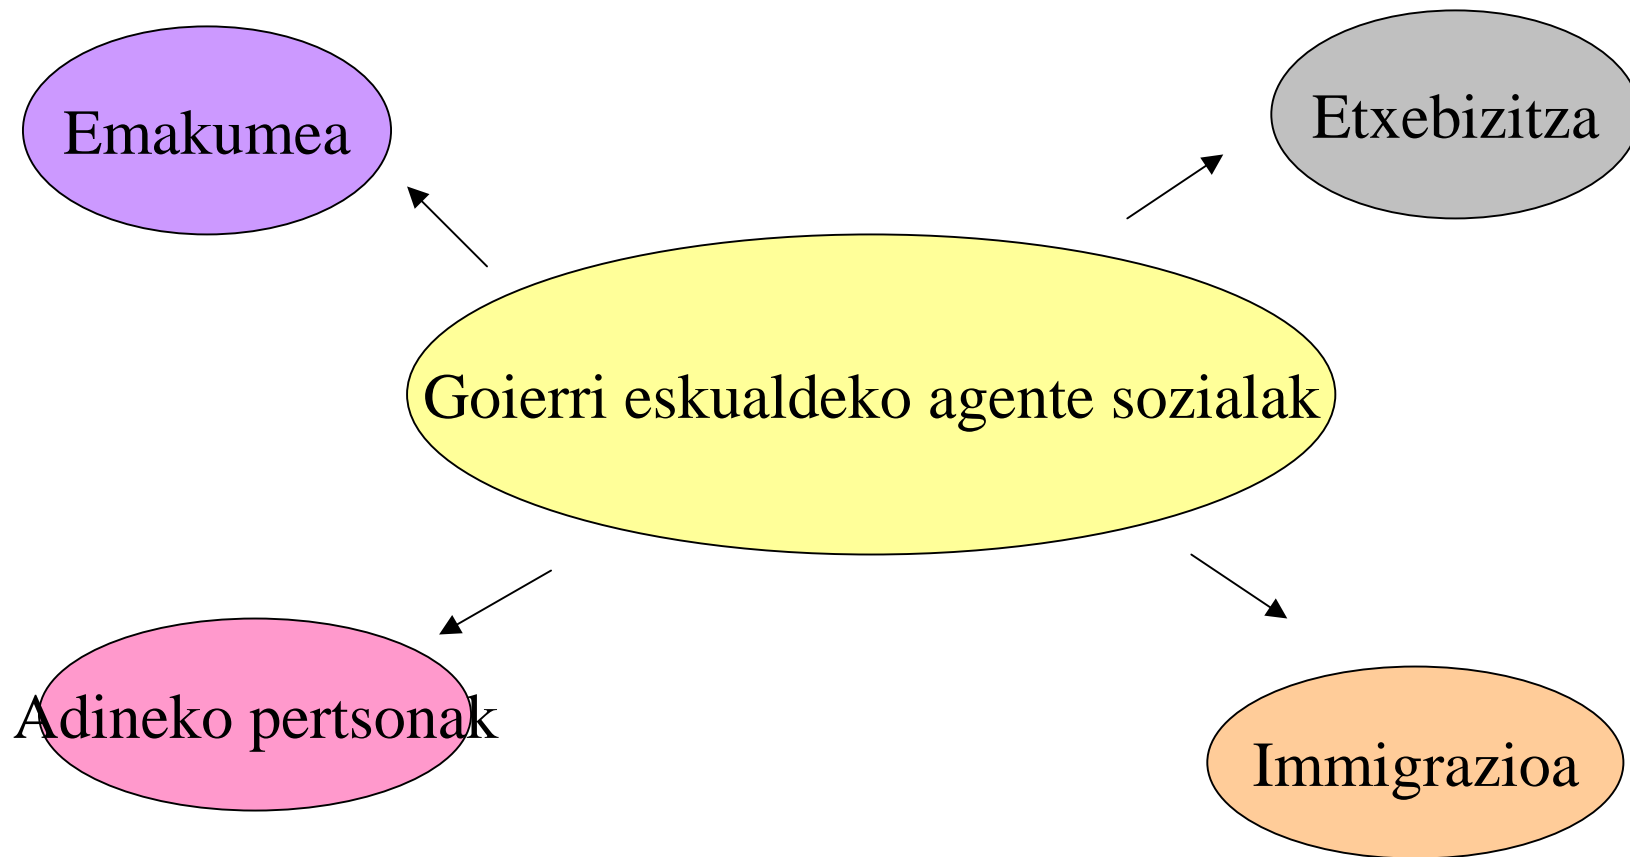 Emakumea
Etxebizitza
Goierri eskualdeko agente sozialak
Adineko pertsonak
Immigrazioa